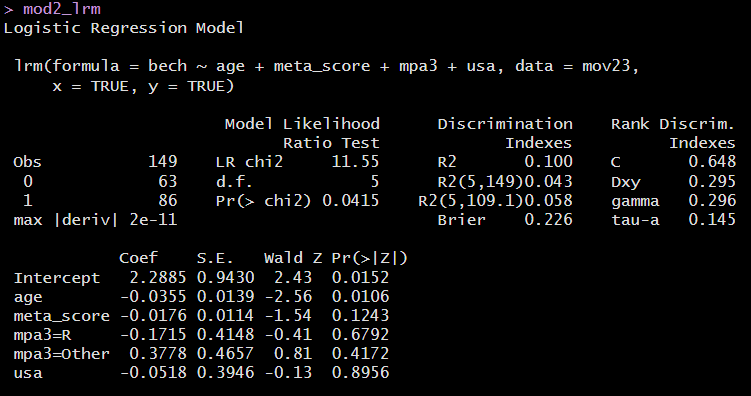 > mod2_lrm
Logistic Regression Model

 lrm(formula = bech ~ age + meta_score + mpa3 + usa, data = mov23,
     x = TRUE, y = TRUE)

                        Model Likelihood      Discrimination    Rank Discrim.
                              Ratio Test             Indexes          Indexes
 Obs            149    LR chi2      11.55      R2       0.100    C       0.648
  0              63    d.f.             5      R2(5,149)0.043    Dxy     0.295
  1              86    Pr(> chi2) 0.0415    R2(5,109.1)0.058    gamma   0.296
 max |deriv| 2e-11                             Brier    0.226    tau-a   0.145

            Coef    S.E.   Wald Z Pr(>|Z|)
 Intercept   2.2885 0.9430  2.43  0.0152
 age        -0.0355 0.0139 -2.56  0.0106
 meta_score -0.0176 0.0114 -1.54  0.1243
 mpa3=R     -0.1715 0.4148 -0.41  0.6792
 mpa3=Other  0.3778 0.4657  0.81  0.4172
 usa        -0.0518 0.3946 -0.13  0.8956